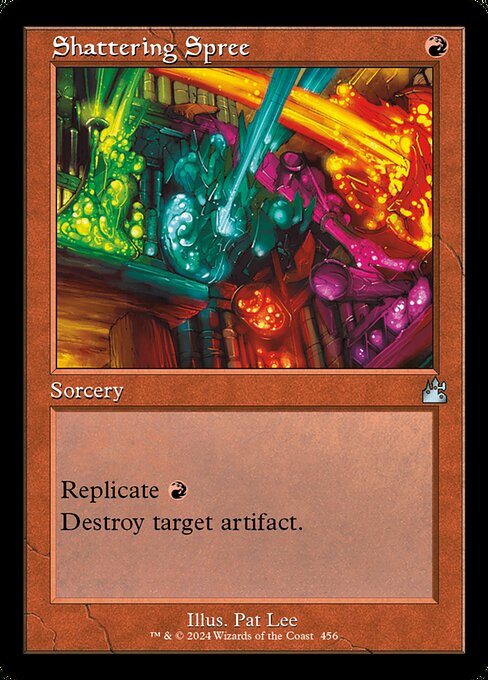 Shattering Spree
Sorcery
Replicate
Destroy target artifact.
Illus. Pat Lee
™ & © 2024 Wizards of the Coast 456